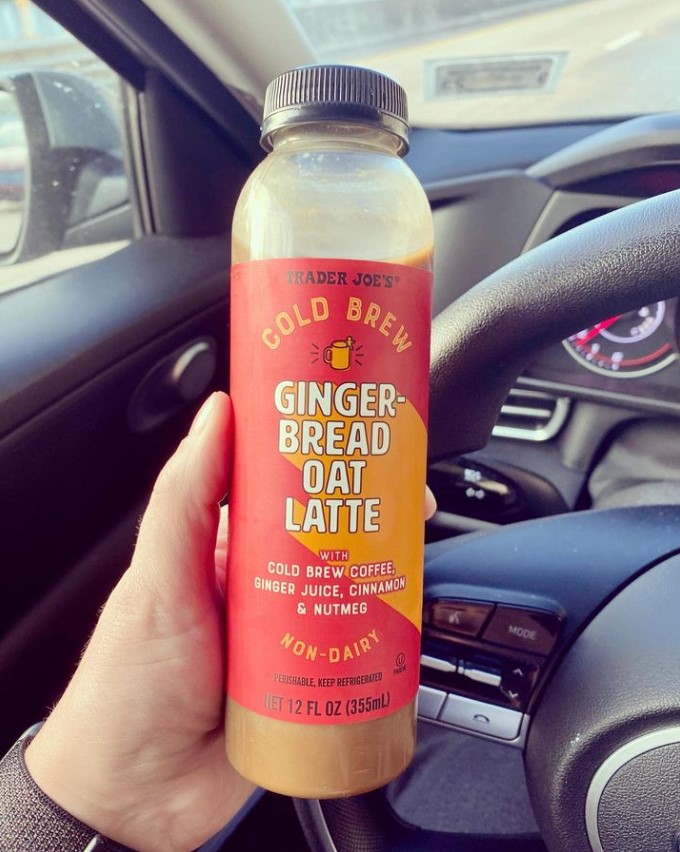 TRADER JOE'S®
COLD BREW
GINGER-
BREAD
OAT
LATTE
WITH
COLD BREW COFFEE,
GINGER JUICE, CINNAMON
& NUTMEG
NON-DAIRY
U
PAREVE
PERISHABLE, KEEP REFRIGERATED
NET 12 FL OZ (355mL)
MODE